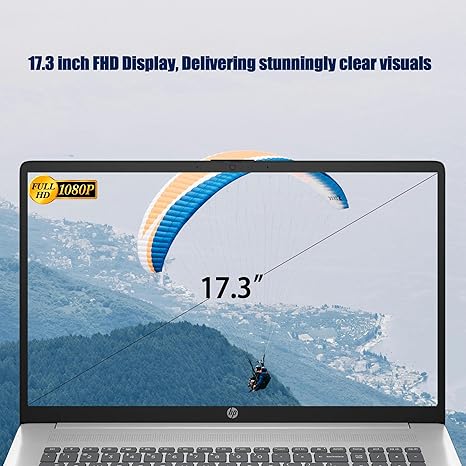 17.3 inch FHD Display, Delivering stunningly clear visuals
FULL
HD
1080P
17.3"
hp